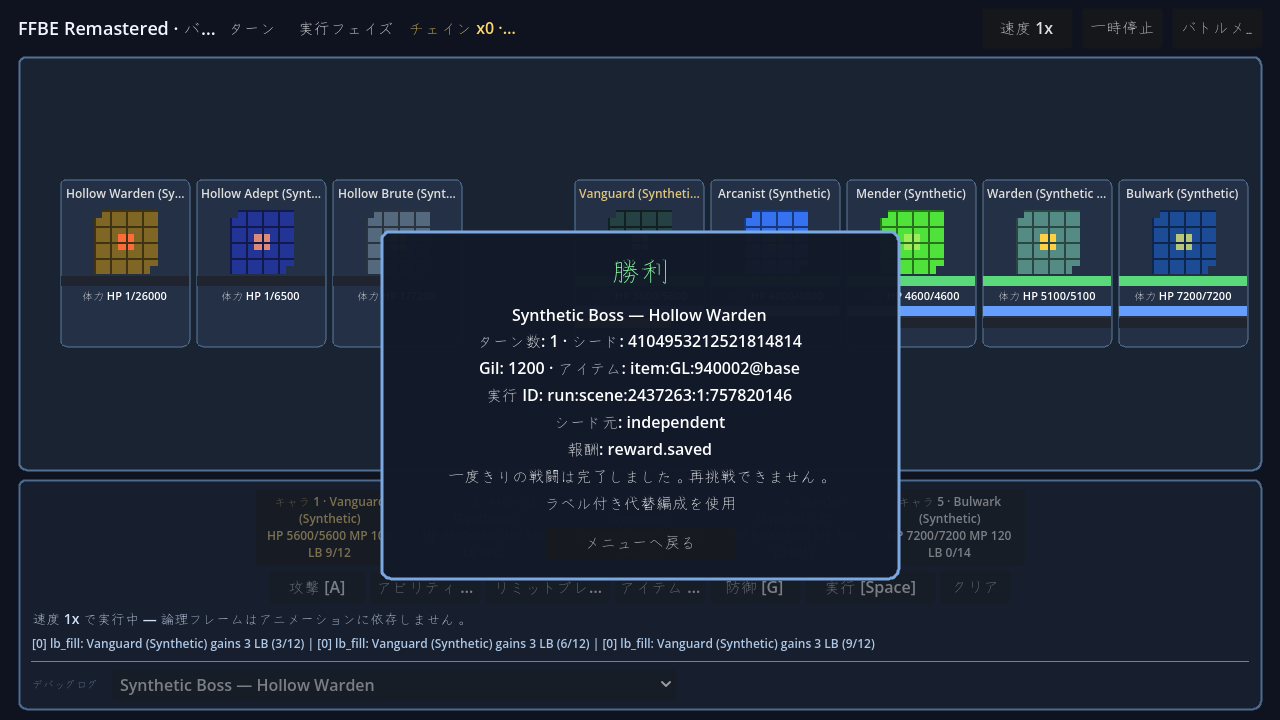 FFBE Remastered · バ... ターン 実行フェイズ チェイン x0 ·... 速度 1x 一時停止 バトルメ_
Hollow Warden (Sy... Hollow Adept (Synt... Hollow Brute (Synt... Vanguard (Syntheti... Arcanist (Synthetic) Mender (Synthetic) Warden (Synthetic ... Bulwark (Synthetic)
体力 HP 1/26000 体力 HP 1/6500 4600/4600 体力 HP 5100/5100 体力 HP 7200/7200
勝利
Synthetic Boss — Hollow Warden
ターン数: 1 · シード: 4104953212521814814
Gil: 1200 · アイテム: item:GL:940002@base
実行 ID: run:scene:2437263:1:757820146
シード元: independent
報酬: reward.saved
一度きりの戦闘は完了しました。再挑戦できません。
ラベル付き代替編成を使用
メニューへ戻る
キャラ 1 · Vanguard
(Synthetic)
HP 5600/5600 MP 10
LB 9/12
キャラ 5 · Bulwark
(Synthetic)
HP 7200/7200 MP 120
LB 0/14
攻撃 [A] アビリティ ... リミットブレ... アイテム ... 防御 [G] 実行 [Space] クリア
速度 1x で実行中 — 論理フレームはアニメーションに依存しません。
[0] lb_fill: Vanguard (Synthetic) gains 3 LB (3/12) | [0] lb_fill: Vanguard (Synthetic) gains 3 LB (6/12) | [0] lb_fill: Vanguard (Synthetic) gains 3 LB (9/12)
デバッグログ Synthetic Boss — Hollow Warden